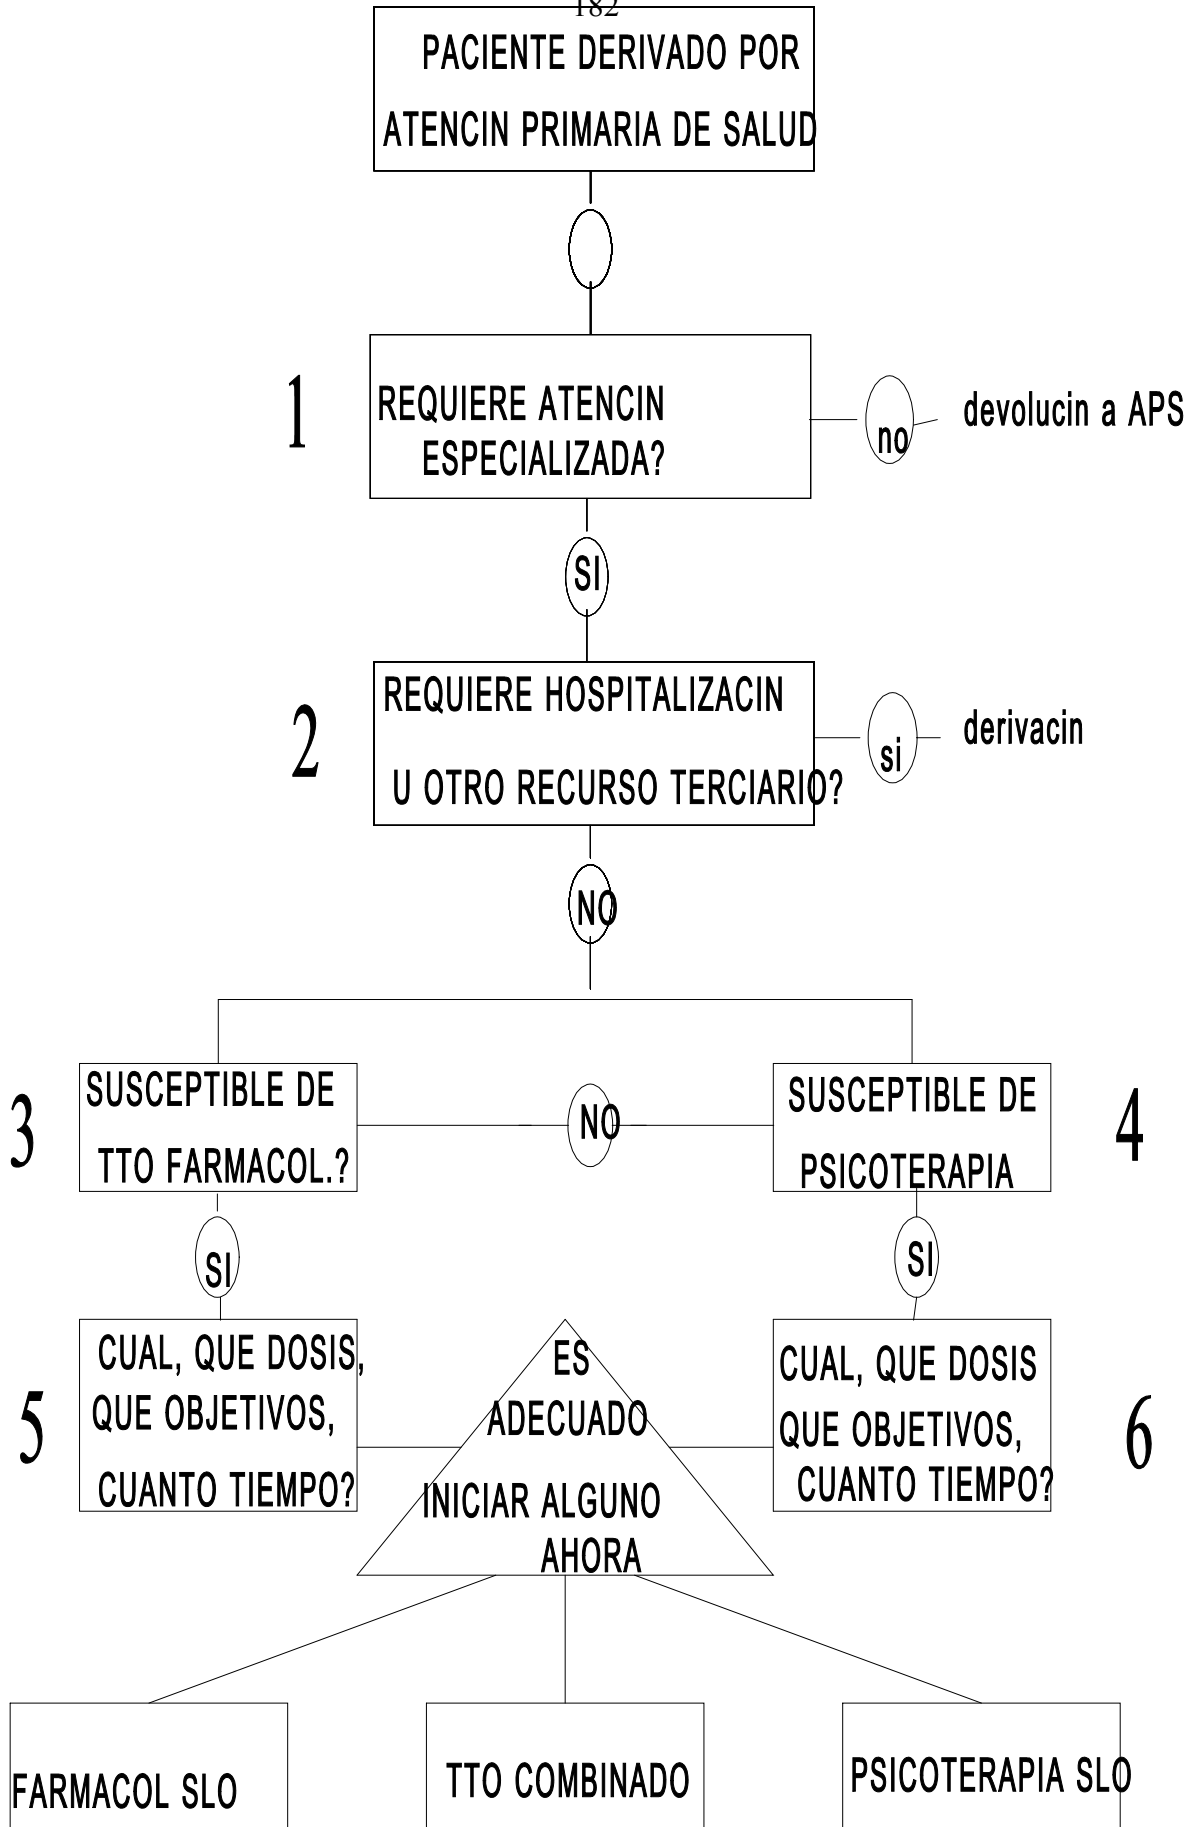 182
PACIENTE DERIVADO POR
ATENCIN PRIMARIA DE SALUD
1
REQUIERE ATENCIN
ESPECIALIZADA?
no
devolucin a APS
SI
2
REQUIERE HOSPITALIZACIN
U OTRO RECURSO TERCIARIO?
si
derivacin
NO
3
SUSCEPTIBLE DE
TTO FARMACOL.?
NO
SUSCEPTIBLE DE
PSICOTERAPIA
4
SI
SI
5
CUAL, QUE DOSIS,
QUE OBJETIVOS,
CUANTO TIEMPO?
ES
ADECUADO
INICIAR ALGUNO
AHORA
CUAL, QUE DOSIS
QUE OBJETIVOS,
CUANTO TIEMPO?
6
FARMACOL SLO
TTO COMBINADO
PSICOTERAPIA SLO